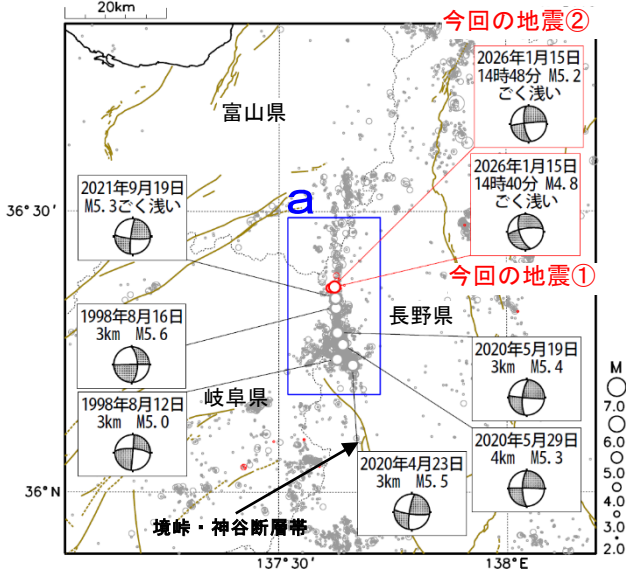 20km
今回の地震②
2026年1月15日
14時48分 M5.2
ごく浅い
富山県
2026年1月15日
14時40分 M4.8
ごく浅い
2021年9月19日
M5.3ごく浅い
36°30'
a
今回の地震①
長野県
1998年8月16日
3km M5.6
2020年5月19日
3km M5.4
岐阜県
1998年8月12日
3km M5.0
2020年5月29日
4km M5.3
2020年4月23日
3km M5.5
36°N
境峠・神谷断層帯
137°30'E
138°E
M
7.0
6.0
5.0
4.0
3.0
2.0